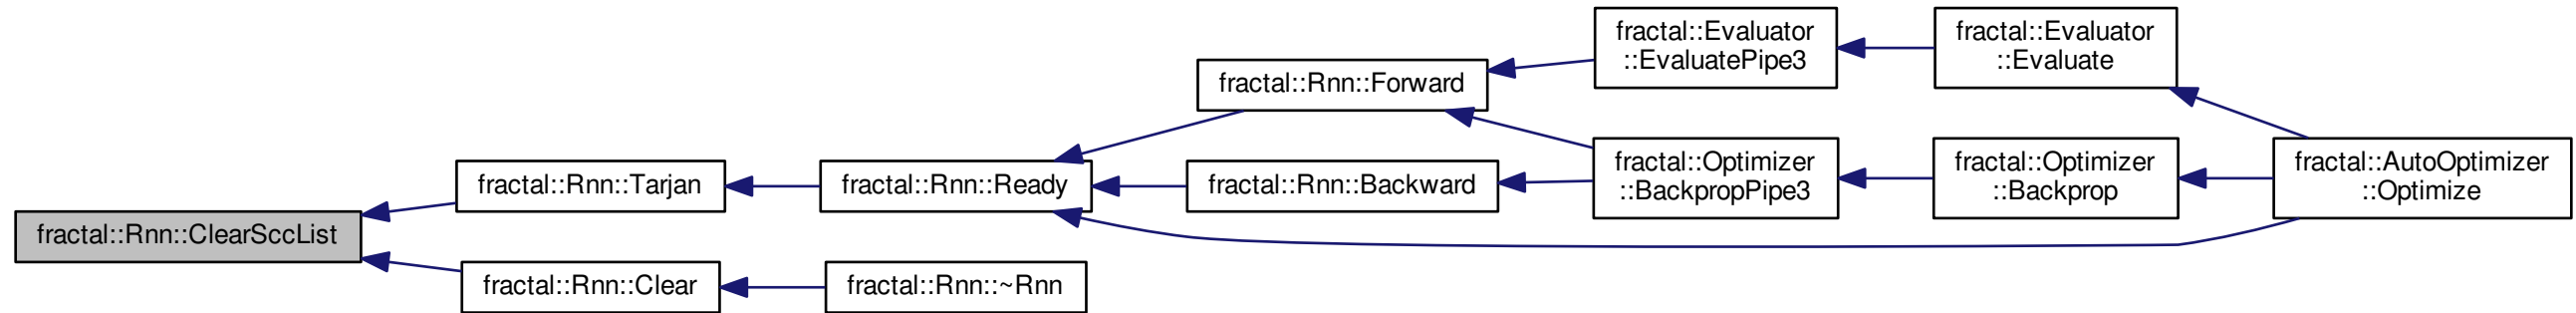 fractal::Rnn::ClearSccList
fractal::Rnn::Tarjan
fractal::Rnn::Clear
fractal::Rnn::Ready
fractal::Rnn::~Rnn
fractal::Rnn::Forward
fractal::Rnn::Backward
fractal::Evaluator
::EvaluatePipe3
fractal::Optimizer
::BackpropPipe3
fractal::Evaluator
::Evaluate
fractal::Optimizer
::Backprop
fractal::AutoOptimizer
::Optimize